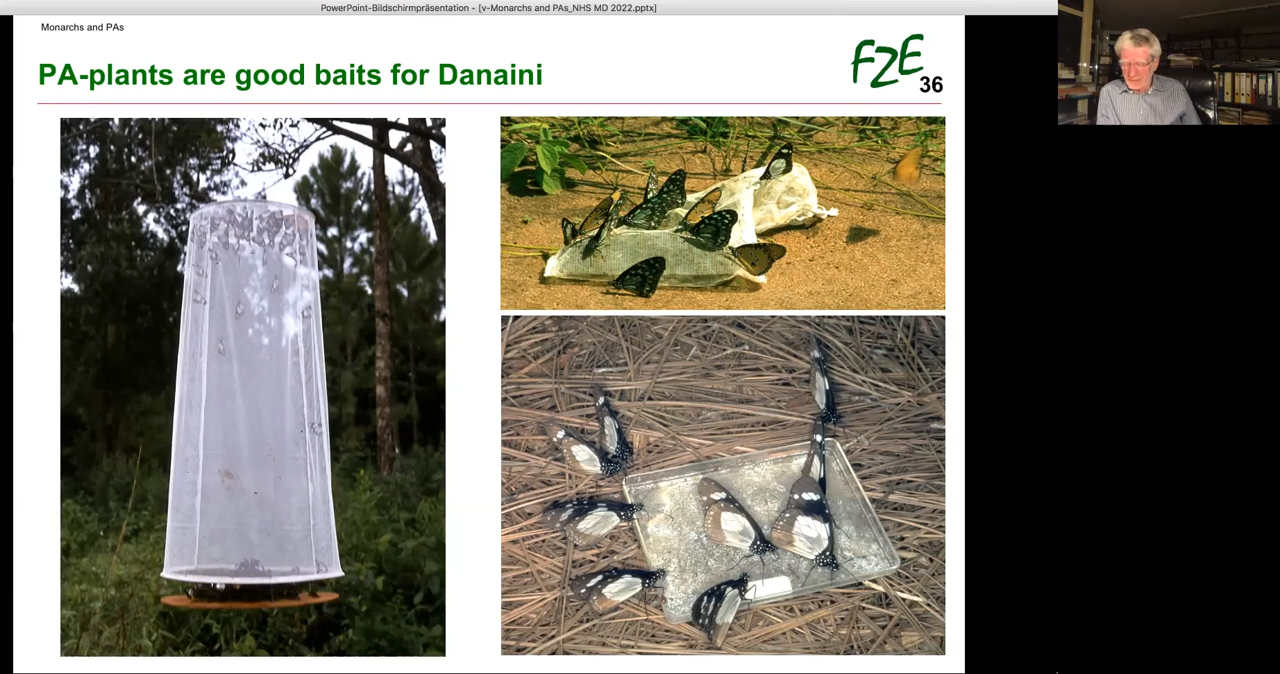 PowerPoint-Bildschirmpräsentation - [v-Monarchs and PAs_NHS MD 2022.pptx]
Monarchs and PAs
PA-plants are good baits for Danaini
FZE
36